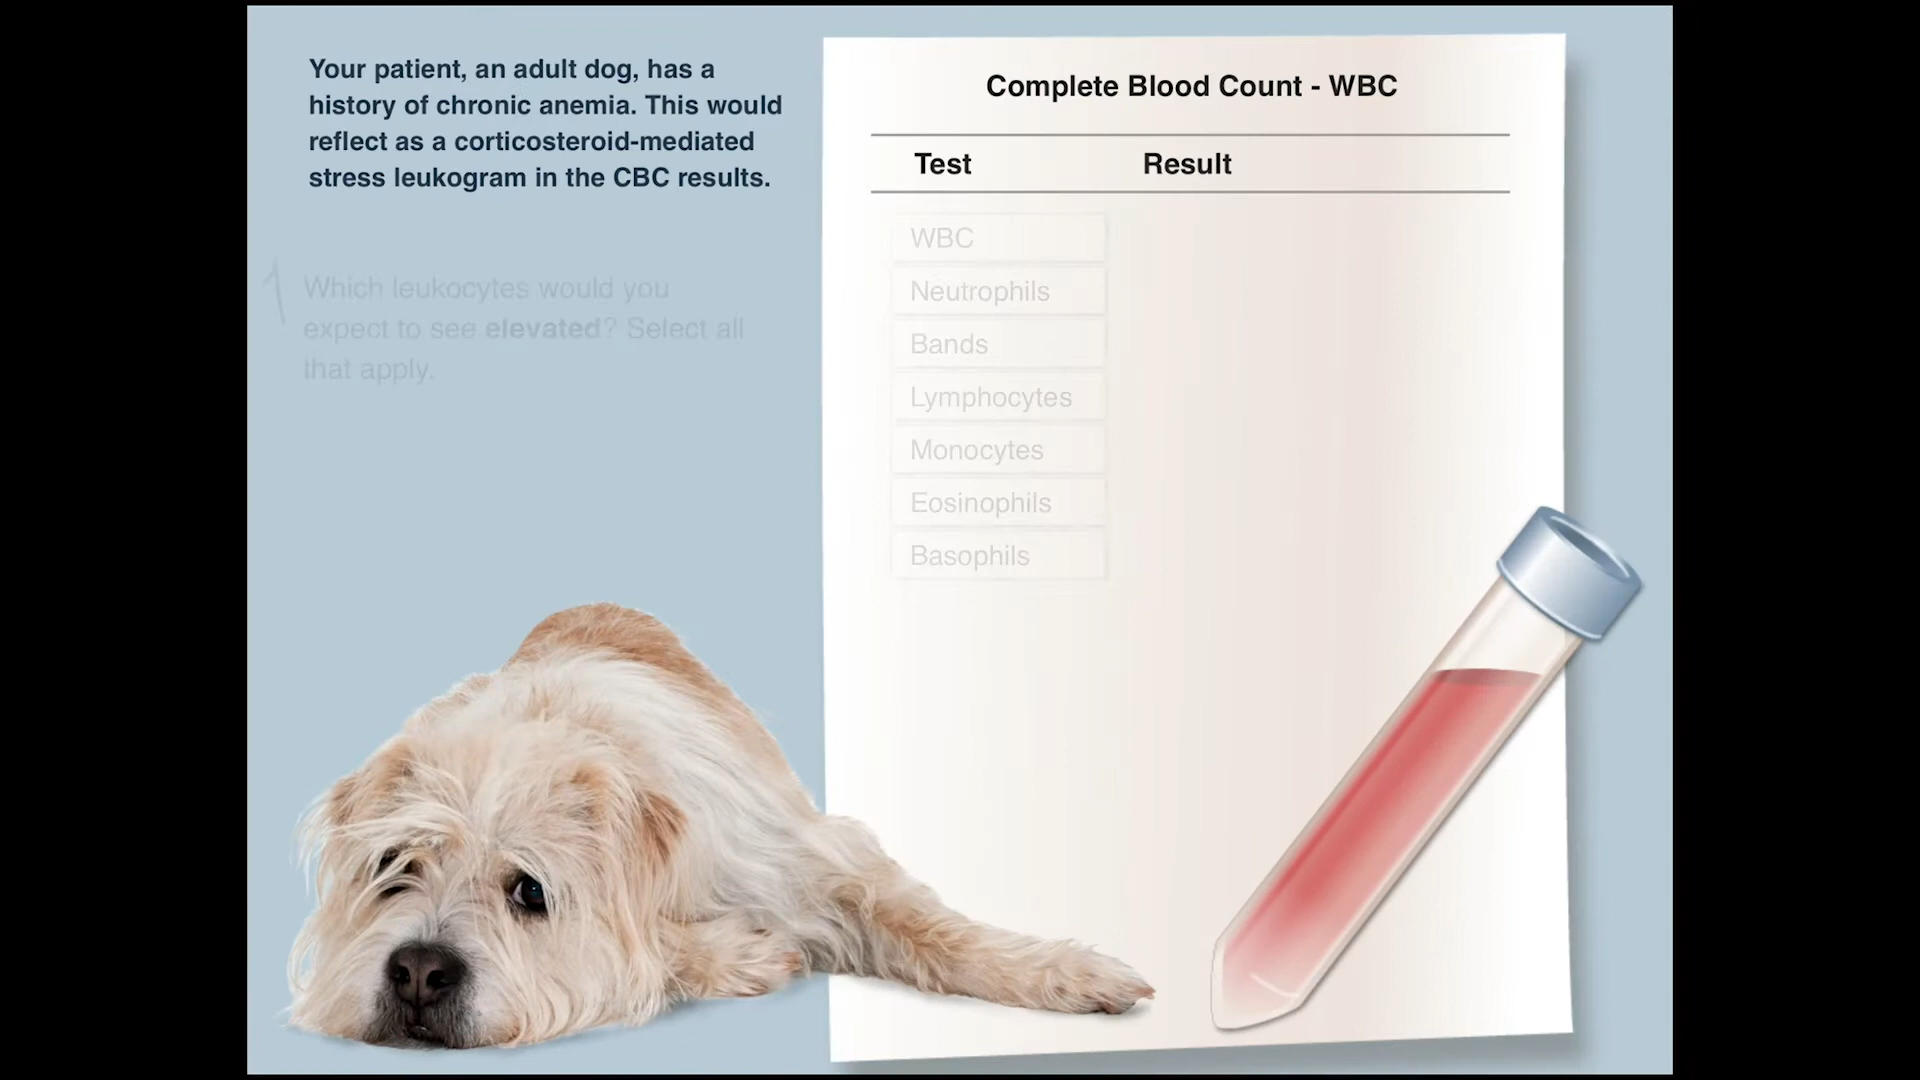 Your patient, an adult dog, has a
history of chronic anemia. This would
reflect as a corticosteroid-mediated
stress leukogram in the CBC results.
1
Which leukocytes would you
expect to see elevated? Select all
that apply.
Complete Blood Count - WBC
Test Result
WBC
Neutrophils
Bands
Lymphocytes
Monocytes
Eosinophils
Basophils